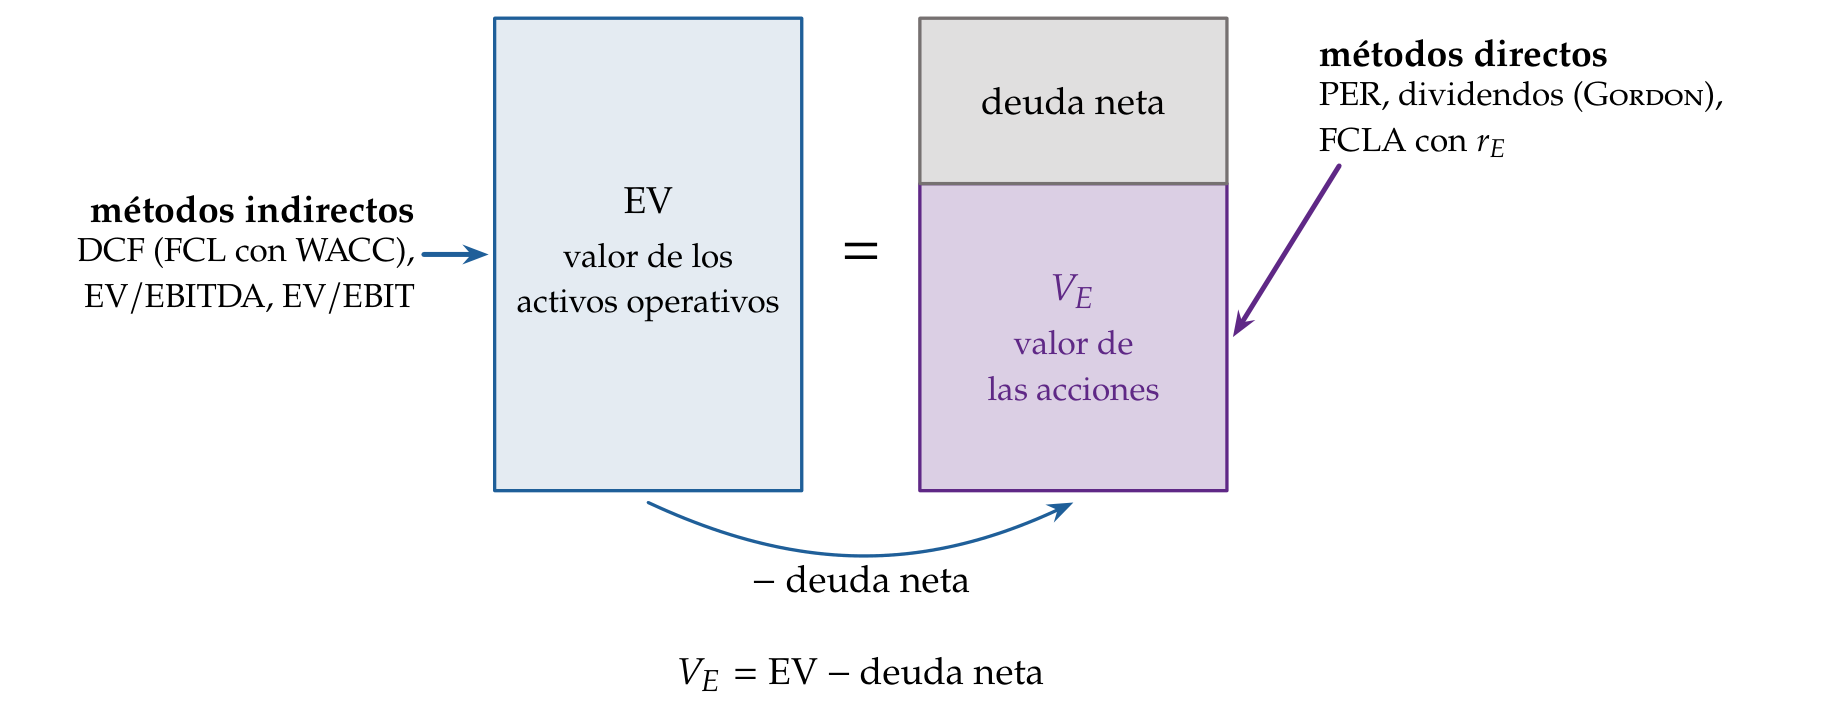 métodos indirectos
DCF (FCL con WACC),
EV/EBITDA, EV/EBIT
EV
valor de los
activos operativos
=
deuda neta
V_E
valor de
las acciones
métodos directos
PER, dividendos (Gordon),
FCLA con r_E
− deuda neta
V_E = EV − deuda neta